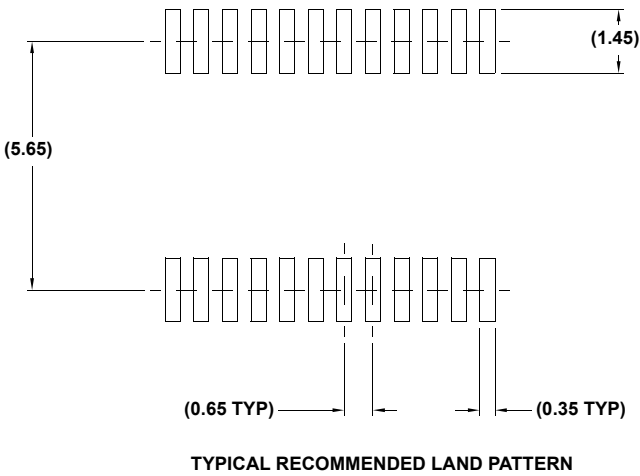 (1.45)
(5.65)
(0.65 TYP)
(0.35 TYP)
TYPICAL RECOMMENDED LAND PATTERN